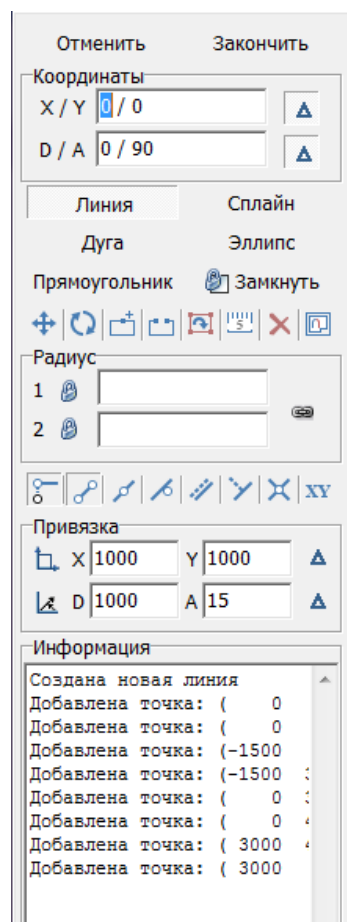 Отменить Закончить
Координаты
X / Y 0 / 0
D / A 0 / 90
Линия Сплайн
Дуга Эллипс
Прямоугольник Замкнуть
5
Радиус
1
2
XY
Привязка
X 1000 Y 1000
D 1000 A 15
Информация
Создана новая линия
Добавлена точка: ( 0
Добавлена точка: ( 0
Добавлена точка: (-1500
Добавлена точка: (-1500
Добавлена точка: ( 0
Добавлена точка: ( 0
Добавлена точка: ( 3000
Добавлена точка: ( 3000